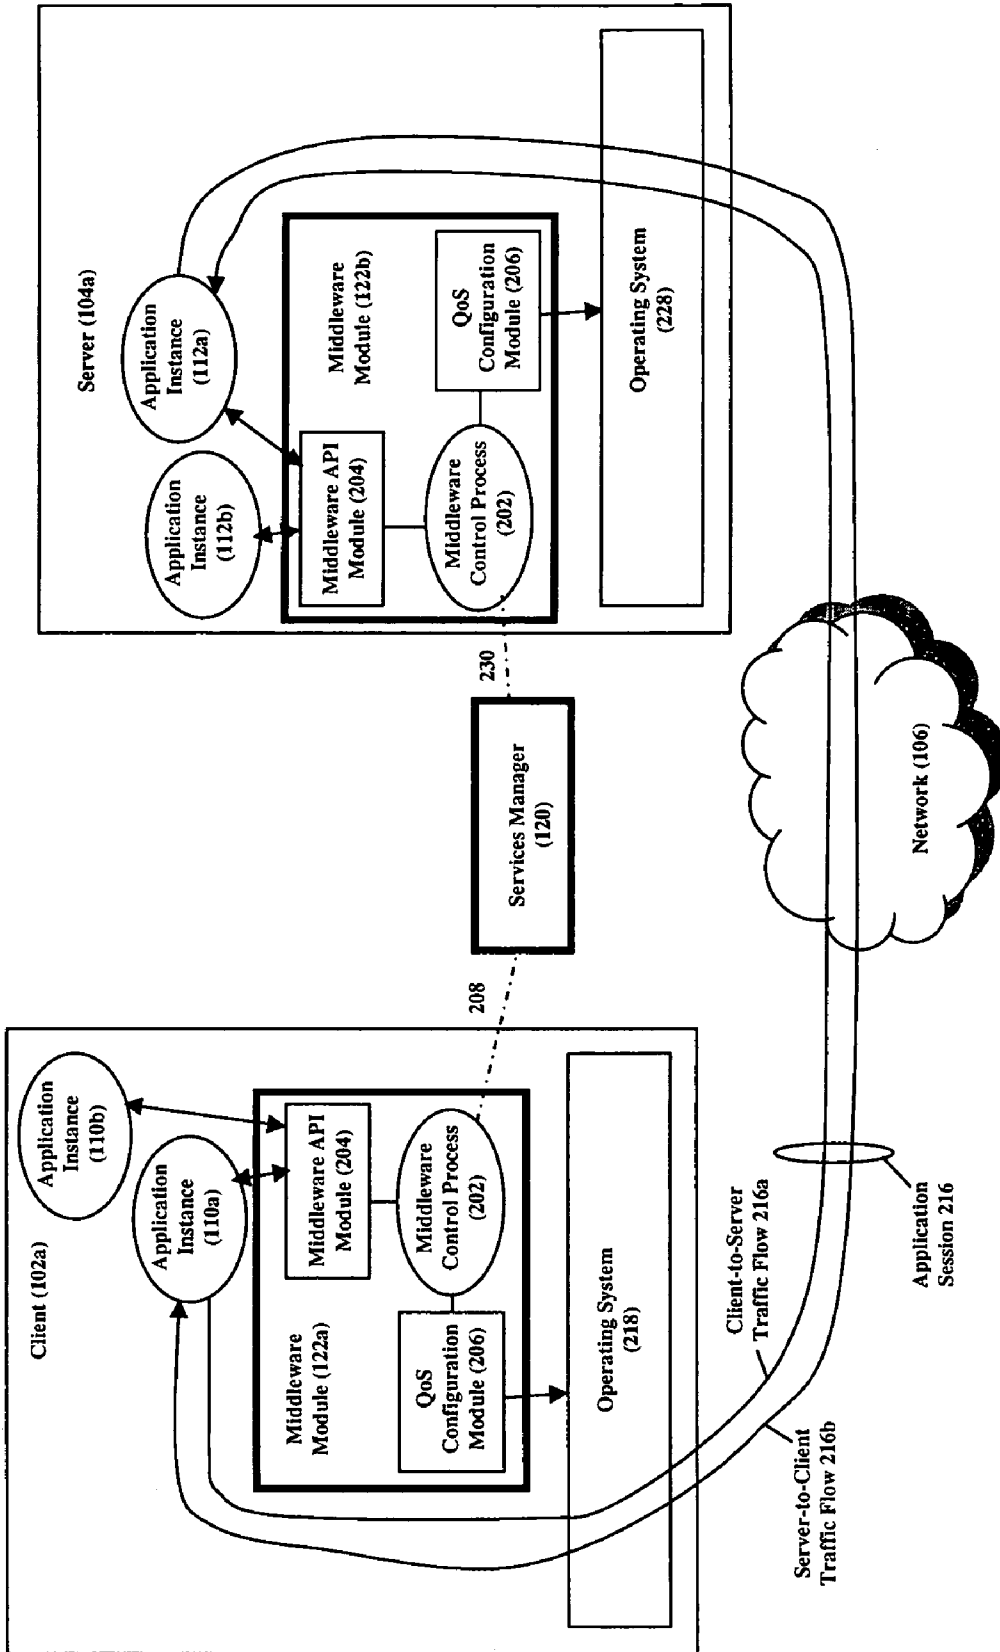 Client (102a)
Application
Instance
(110b)
Application
Instance
(110a)
Middleware API
Module (204)
Middleware
Control Process
(202)
Middleware
Module (122a)
QoS
Configuration
Module (206)
Operating System
(218)
208
Services Manager
(120)
230
Server (104a)
Application
Instance
(112b)
Application
Instance
(112a)
Middleware API
Module (204)
Middleware
Module (122b)
Middleware
Control Process
(202)
QoS
Configuration
Module (206)
Operating System
(228)
Server-to-Client
Traffic Flow 216b
Client-to-Server
Traffic Flow 216a
Application
Session 216
Network (106)